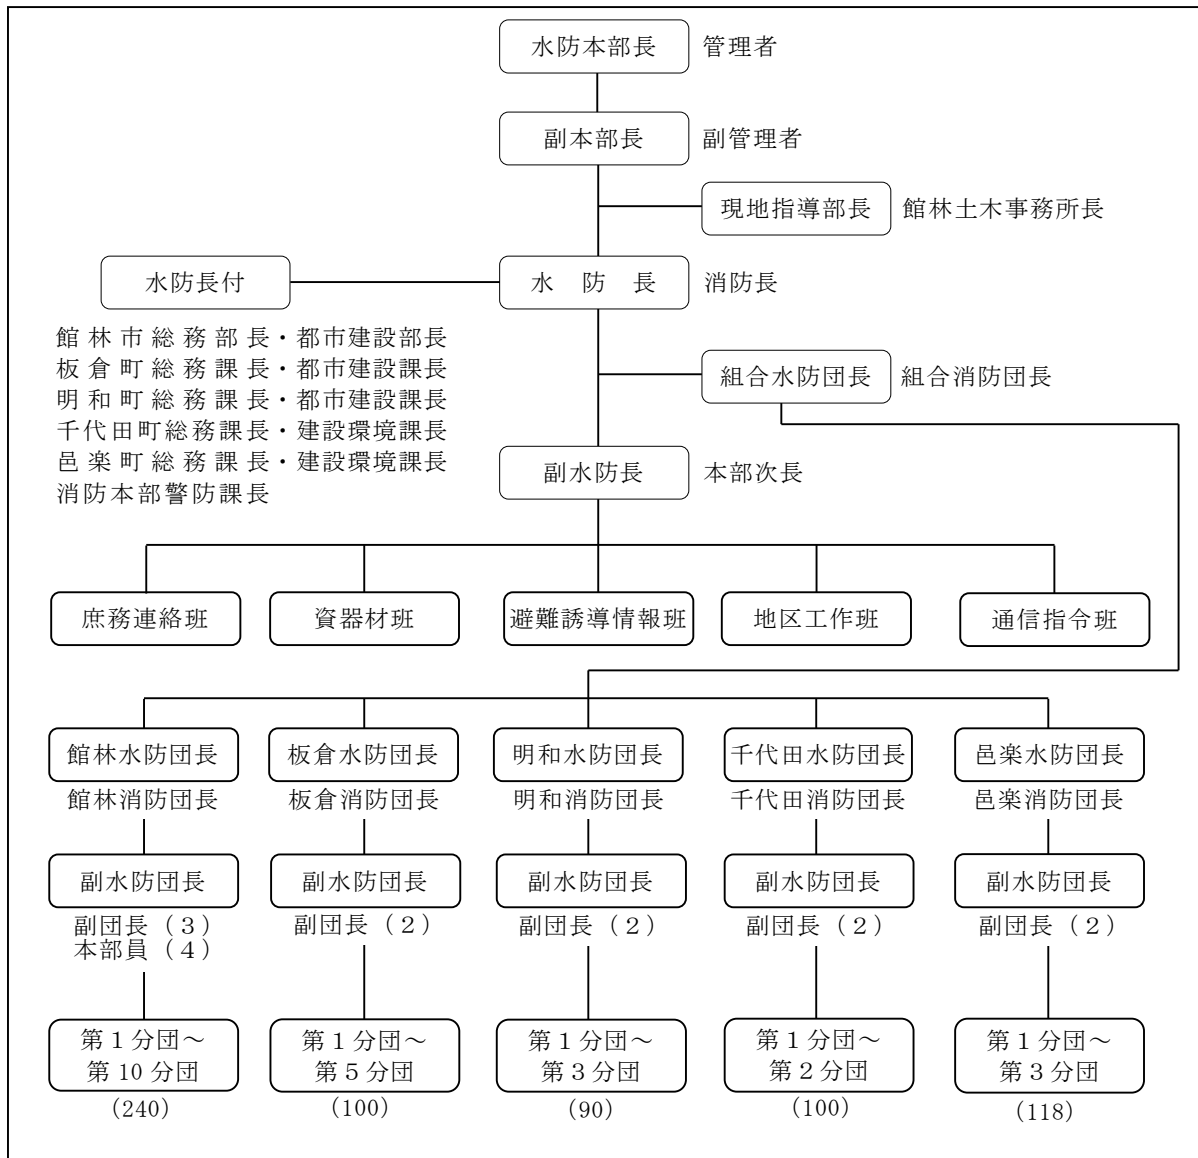 水防本部長 管理者
副本部長 副管理者
現地指導部長 館林土木事務所長
水防長付 水防長 消防長
館林市総務部長・都市建設部長
板倉町総務課長・都市建設課長
明和町総務課長・都市建設課長
千代田町総務課長・建設環境課長
邑楽町総務課長・建設環境課長
消防本部警防課長
組合水防団長 組合消防団長
副水防長 本部次長
庶務連絡班 資器材班 避難誘導情報班 地区工作班 通信指令班
館林水防団長 板倉水防団長 明和水防団長 千代田水防団長 邑楽水防団長
館林消防団長 板倉消防団長 明和消防団長 千代田消防団長 邑楽消防団長
副水防団長 副水防団長 副水防団長 副水防団長 副水防団長
副団長（３） 副団長（２） 副団長（２） 副団長（２） 副団長（２）
本部員（４）
第１分団～ 第１分団～ 第１分団～ 第１分団～ 第１分団～
第10分団 第５分団 第３分団 第２分団 第３分団
(240) (100) (90) (100) (118)